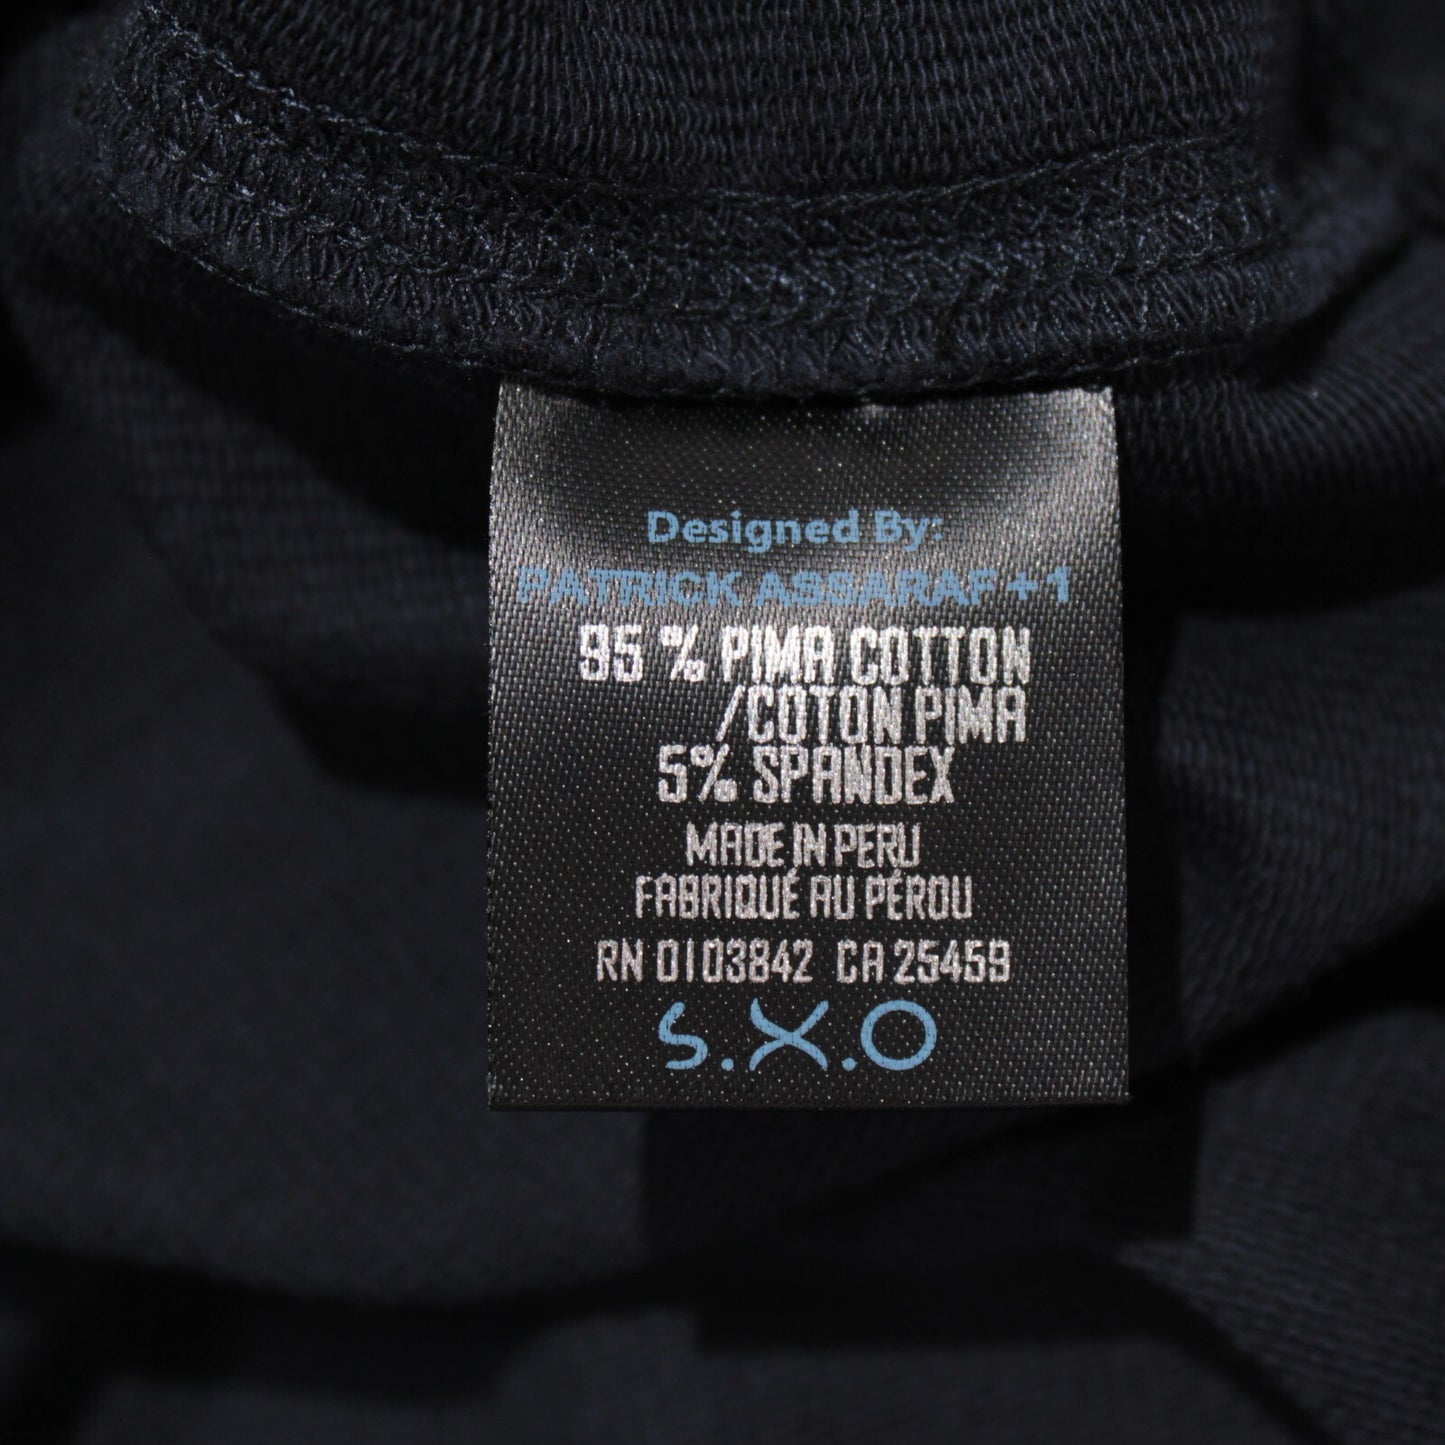 Designed By:
PATRICK ASSARAF +1
95 % PIMA COTTON
/COTON PIMA
5% SPANDEX
MADE IN PERU
FABRIQUÉ AU PÉROU
RN 0103842 CA 25459
S.X.O